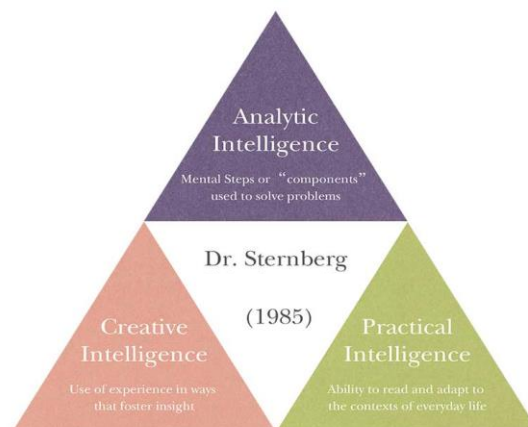 Analytic
Intelligence
Mental Steps or “components”
used to solve problems
Dr. Sternberg
(1985)
Creative
Intelligence
Use of experience in ways
that foster insight
Practical
Intelligence
Ability to read and adapt to
the contexts of everyday life